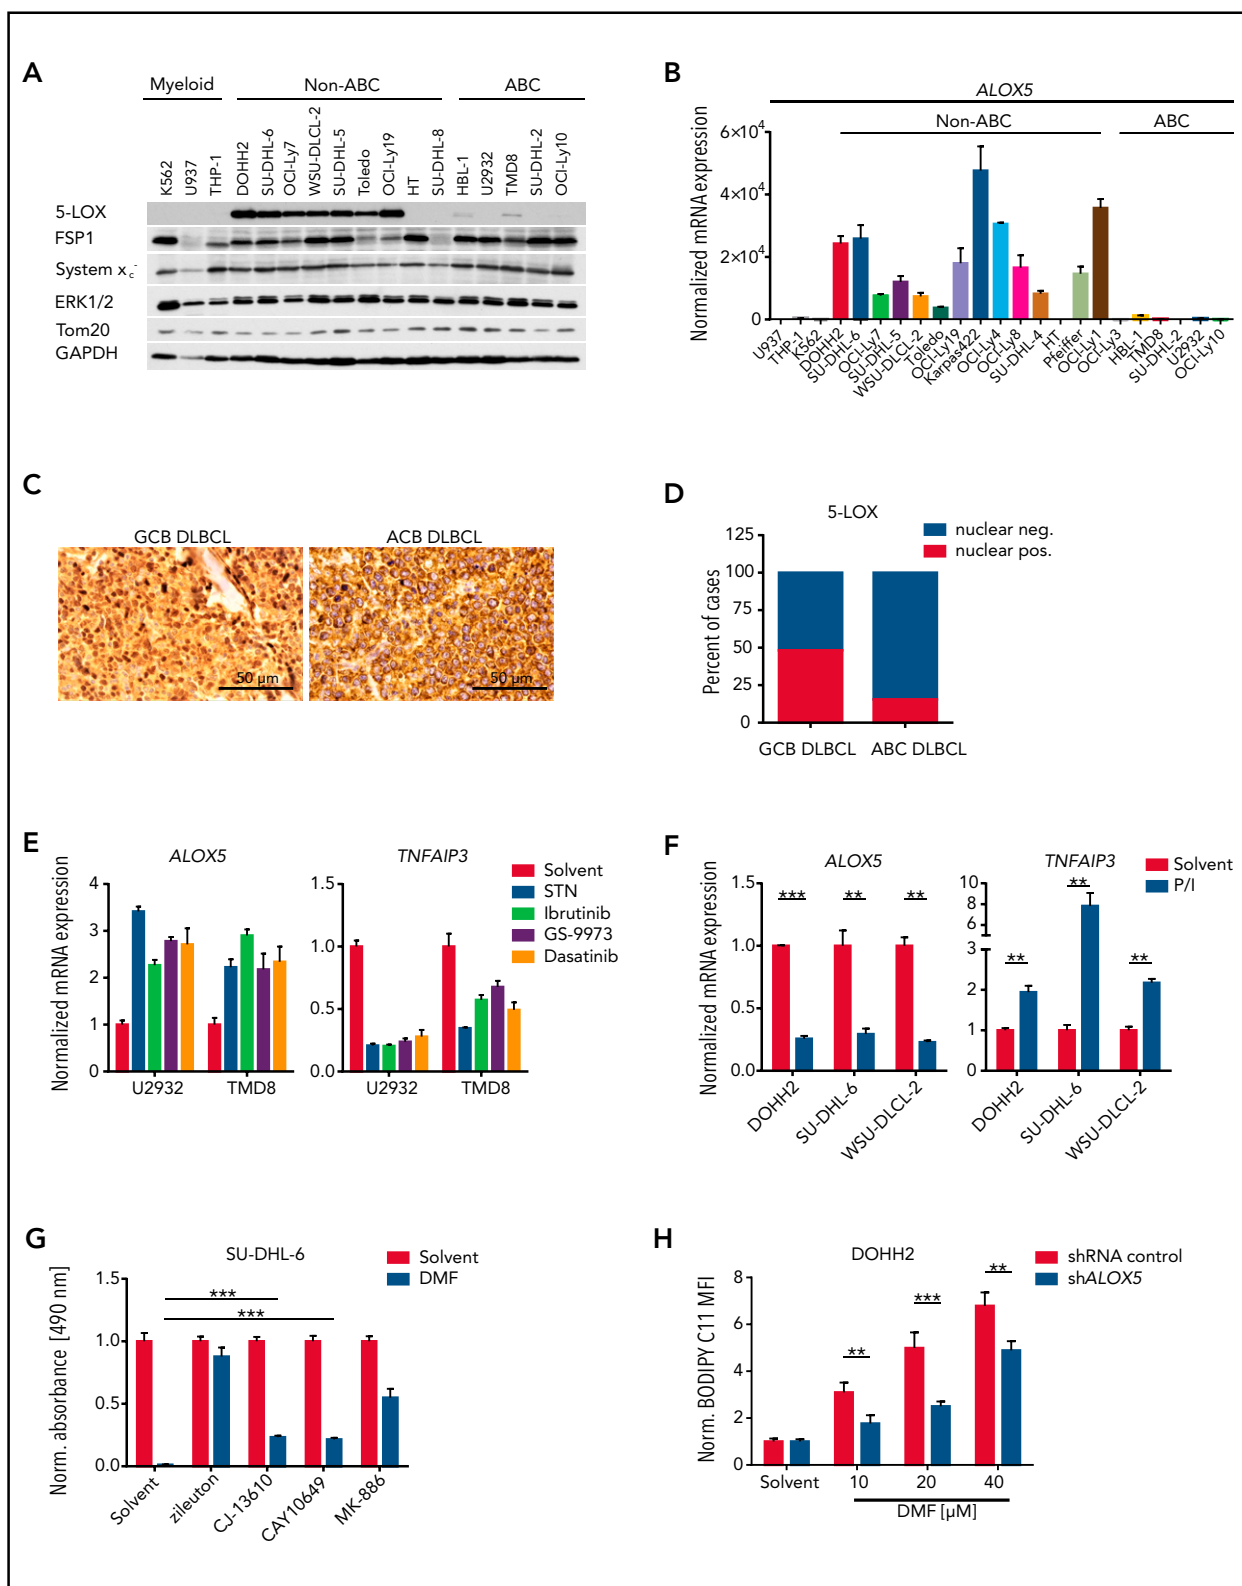 A
Myeloid
Non-ABC
ABC
K562
U937
THP-1
DOHH2
SU-DHL-6
OCI-Ly7
WSU-DLCL-2
SU-DHL-5
Toledo
OCI-Ly19
HT
SU-DHL-8
HBL-1
U2932
TMD8
SU-DHL-2
OCI-Ly10
5-LOX
FSP1
System xc-
ERK1/2
Tom20
GAPDH
B
ALOX5
Non-ABC
ABC
Normalized mRNA expression
6×10⁴
4×10⁴
2×10⁴
0
U937
THP-1
K562
DOHH2
SU-DHL-6
OCI-Ly7
SU-DHL-5
WSU-DLCL-2
Toledo
OCI-Ly19
Karpas422
OCI-Ly4
OCI-Ly8
SU-DHL-4
HT
Pfeiffer
OCI-Ly1
OCI-Ly3
HBL-1
TMD8
SU-DHL-2
U2932
OCI-Ly10
C
GCB DLBCL
ACB DLBCL
50 µm
50 µm
D
5-LOX
nuclear neg.
nuclear pos.
Percent of cases
125
100
75
50
25
0
GCB DLBCL
ABC DLBCL
E
ALOX5
TNFAIP3
Normalized mRNA expression
4
3
2
1
0
U2932
TMD8
1.5
1.0
0.5
0.0
U2932
TMD8
Solvent
STN
Ibrutinib
GS-9973
Dasatinib
F
ALOX5
TNFAIP3
Solvent
P/I
Normalized mRNA expression
1.5
1.0
0.5
0.0
***
**
**
DOHH2
SU-DHL-6
WSU-DLCL-2
10
8
6
4
3
2
1
0
**
**
**
DOHH2
SU-DHL-6
WSU-DLCL-2
G
SU-DHL-6
Solvent
DMF
Norm. absorbance [490 nm]
1.5
1.0
0.5
0.0
***
***
Solvent
zileuton
CJ-13610
CAY10649
MK-886
H
DOHH2
shRNA control
shALOX5
Norm. BODIPY C11 MFI
8
6
4
2
0
**
***
**
Solvent
10
20
40
DMF [µM]